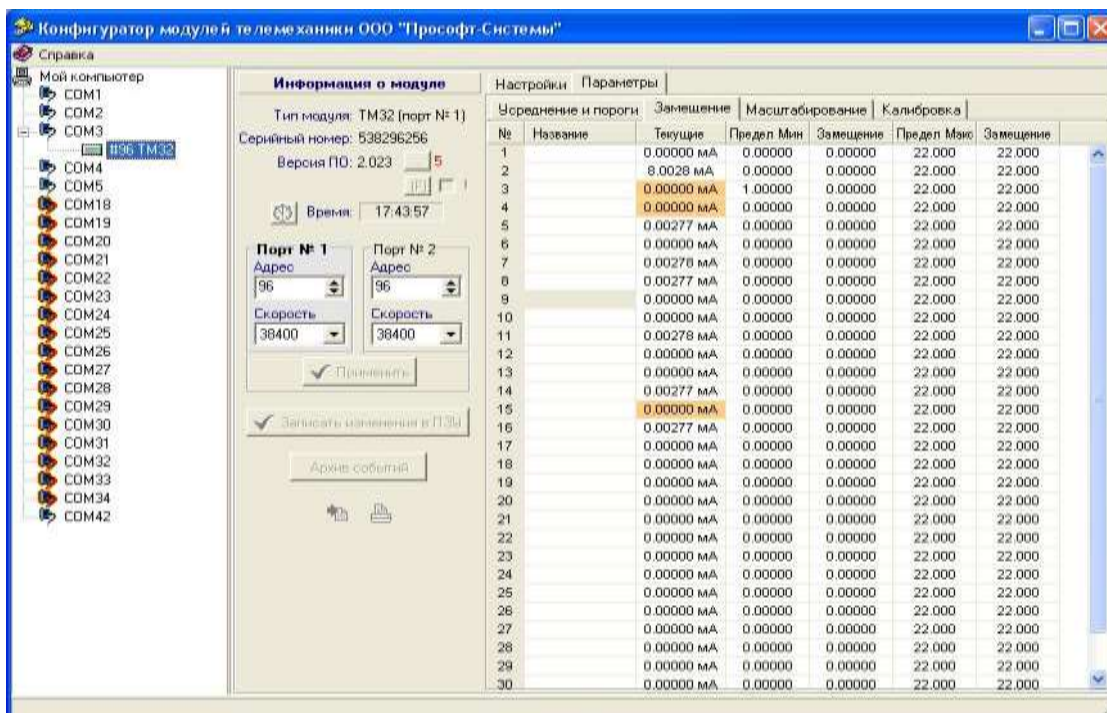 Конфигуратор модулей телемеханики ООО "Прософт-Системы"
Справка
Мой компьютер
COM1
COM2
COM3
#96 TM32
COM4
COM5
COM18
COM19
COM20
COM21
COM22
COM23
COM24
COM25
COM26
COM27
COM28
COM29
COM30
COM31
COM32
COM33
COM34
COM42
Информация о модуле
Тип модуля: TM32 (порт № 1)
Серийный номер: 538296256
Версия ПО: 2.023 5
Время: 17:43:57
Порт № 1 Порт № 2
Адрес Адрес
96 96
Скорость Скорость
38400 38400
Применить
Записать изменения в ПЗУ
Архив событий
Настройки Параметры
Усреднение и пороги Замещение Масштабирование Калибровка
№ Название Текущие Предел Мин Замещение Предел Макс Замещение
1 0.00000 мА 0.00000 0.00000 22.000 22.000
2 8.0028 мА 0.00000 0.00000 22.000 22.000
3 0.00000 мА 1.00000 0.00000 22.000 22.000
4 0.00000 мА 0.00000 0.00000 22.000 22.000
5 0.00277 мА 0.00000 0.00000 22.000 22.000
6 0.00000 мА 0.00000 0.00000 22.000 22.000
7 0.00278 мА 0.00000 0.00000 22.000 22.000
8 0.00277 мА 0.00000 0.00000 22.000 22.000
9 0.00000 мА 0.00000 0.00000 22.000 22.000
10 0.00000 мА 0.00000 0.00000 22.000 22.000
11 0.00278 мА 0.00000 0.00000 22.000 22.000
12 0.00000 мА 0.00000 0.00000 22.000 22.000
13 0.00000 мА 0.00000 0.00000 22.000 22.000
14 0.00277 мА 0.00000 0.00000 22.000 22.000
15 0.00000 мА 0.00000 0.00000 22.000 22.000
16 0.00277 мА 0.00000 0.00000 22.000 22.000
17 0.00000 мА 0.00000 0.00000 22.000 22.000
18 0.00000 мА 0.00000 0.00000 22.000 22.000
19 0.00000 мА 0.00000 0.00000 22.000 22.000
20 0.00000 мА 0.00000 0.00000 22.000 22.000
21 0.00000 мА 0.00000 0.00000 22.000 22.000
22 0.00000 мА 0.00000 0.00000 22.000 22.000
23 0.00000 мА 0.00000 0.00000 22.000 22.000
24 0.00000 мА 0.00000 0.00000 22.000 22.000
25 0.00000 мА 0.00000 0.00000 22.000 22.000
26 0.00000 мА 0.00000 0.00000 22.000 22.000
27 0.00000 мА 0.00000 0.00000 22.000 22.000
28 0.00000 мА 0.00000 0.00000 22.000 22.000
29 0.00000 мА 0.00000 0.00000 22.000 22.000
30 0.00000 мА 0.00000 0.00000 22.000 22.000